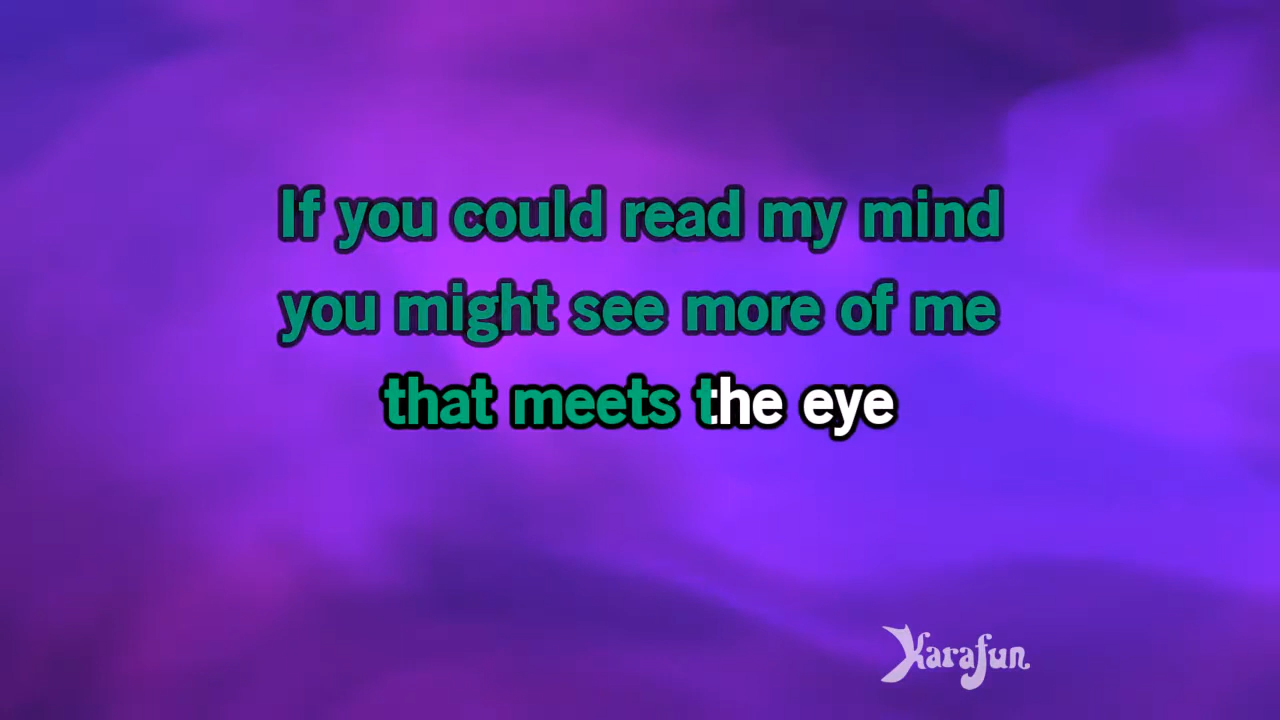 If you could read my mind
you might see more of me
that meets the eye
Karafun